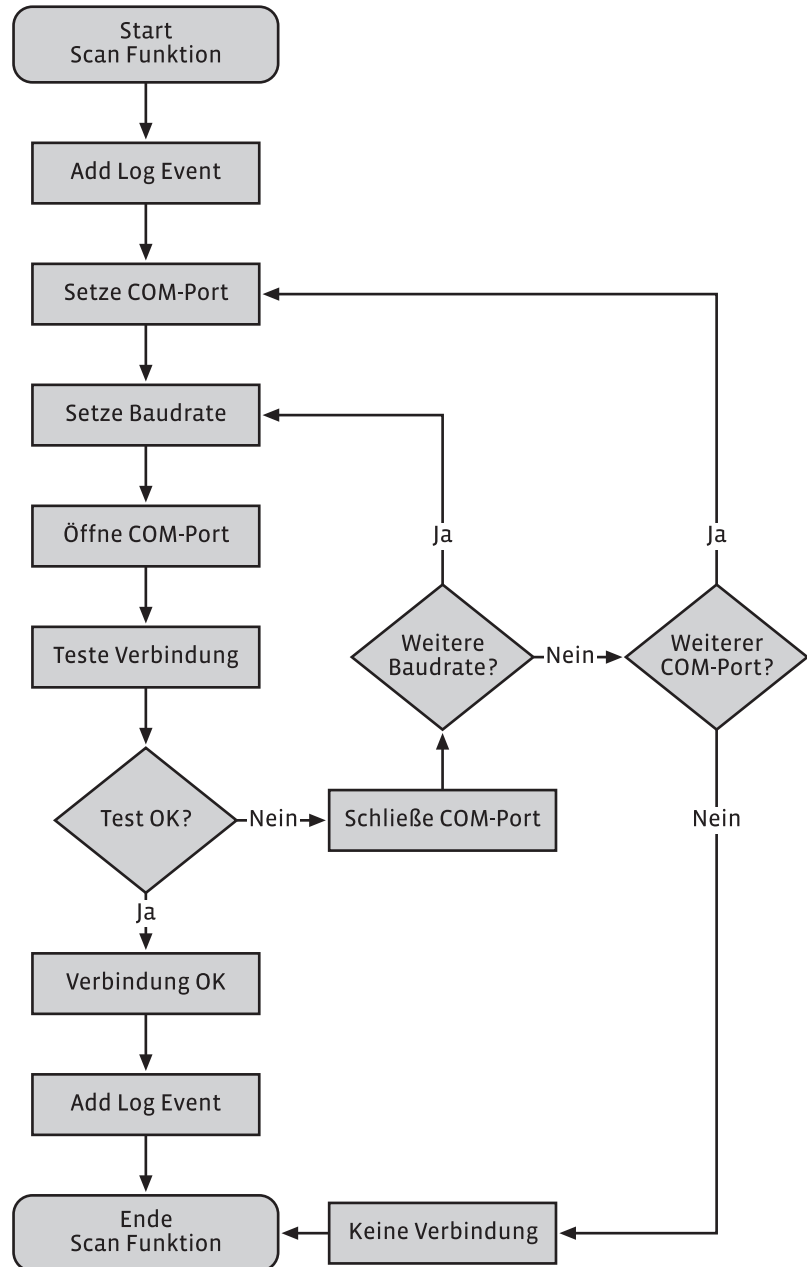 Start
Scan Funktion
Add Log Event
Setze COM-Port
Setze Baudrate
Öffne COM-Port
Ja
Ja
Teste Verbindung
Weitere
Baudrate?
Nein
Weiterer
COM-Port?
Test OK?
Nein
Schließe COM-Port
Nein
Ja
Verbindung OK
Add Log Event
Ende
Scan Funktion
Keine Verbindung